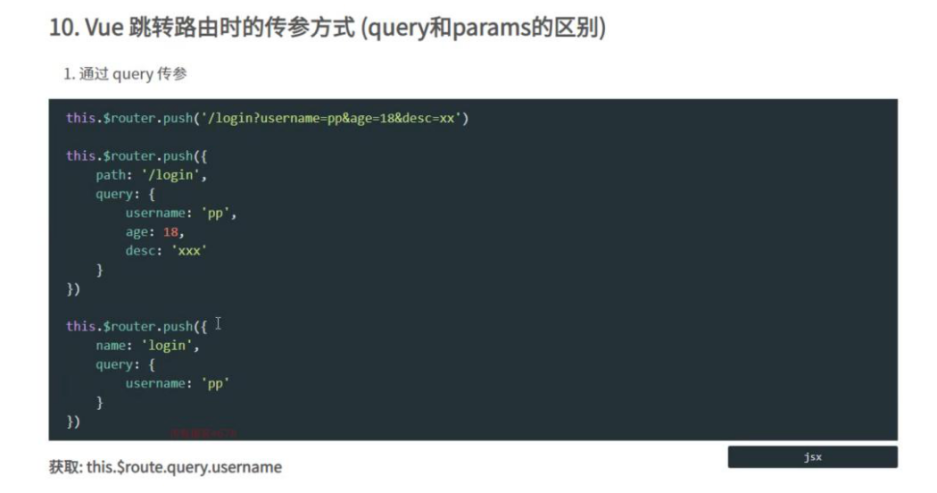 10. Vue 跳转路由时的传参方式 (query和params的区别)
1. 通过 query 传参
this.$router.push('/login?username=pp&age=18&desc=xx')
this.$router.push({
path: '/login',
query: {
username: 'pp',
age: 18,
desc: 'xxx'
}
})
this.$router.push({
name: 'login',
query: {
username: 'pp'
}
})
jsx
获取: this.$route.query.username